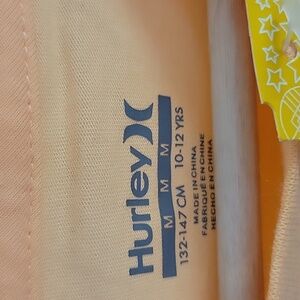 Hurley
M M M
132-147 CM 10-12 YRS
MADE IN CHINA
FABRIQUÉ EN CHINE
HECHO EN CHINA